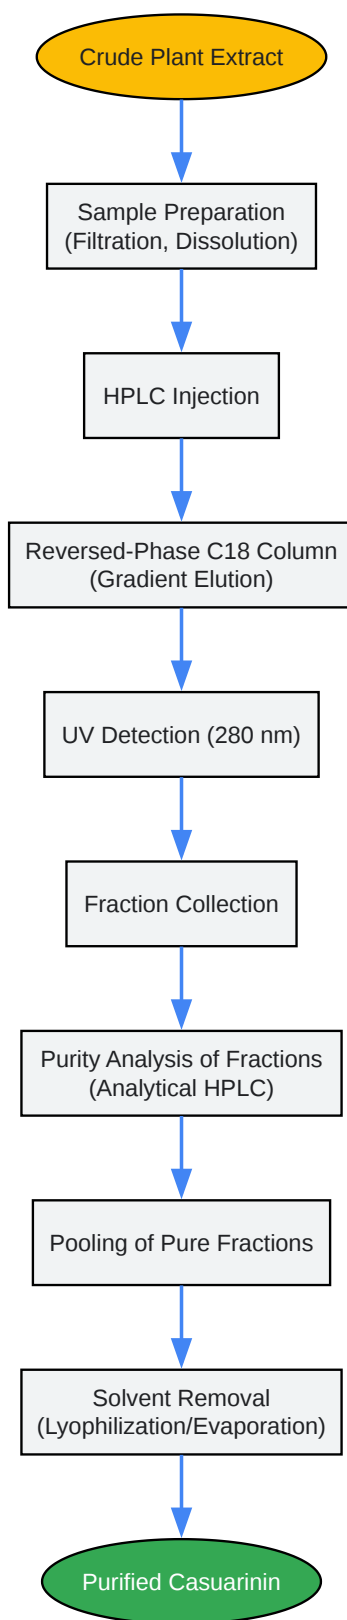 Crude Plant Extract
Sample Preparation
(Filtration, Dissolution)
HPLC Injection
Reversed-Phase C18 Column
(Gradient Elution)
UV Detection (280 nm)
Fraction Collection
Purity Analysis of Fractions
(Analytical HPLC)
Pooling of Pure Fractions
Solvent Removal
(Lyophilization/Evaporation)
Purified Casuarinin